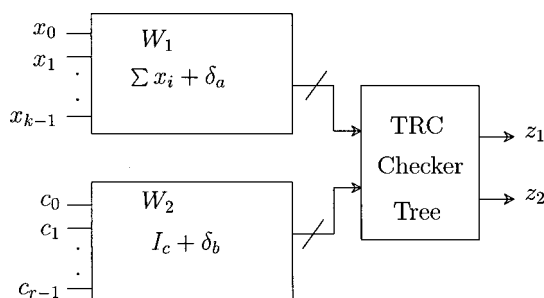 x_0
x_1
.
.
x_{k-1}
W_1
∑ x_i + δ_a
c_0
c_1
.
.
c_{r-1}
W_2
I_c + δ_b
TRC
Checker
Tree
z_1
z_2